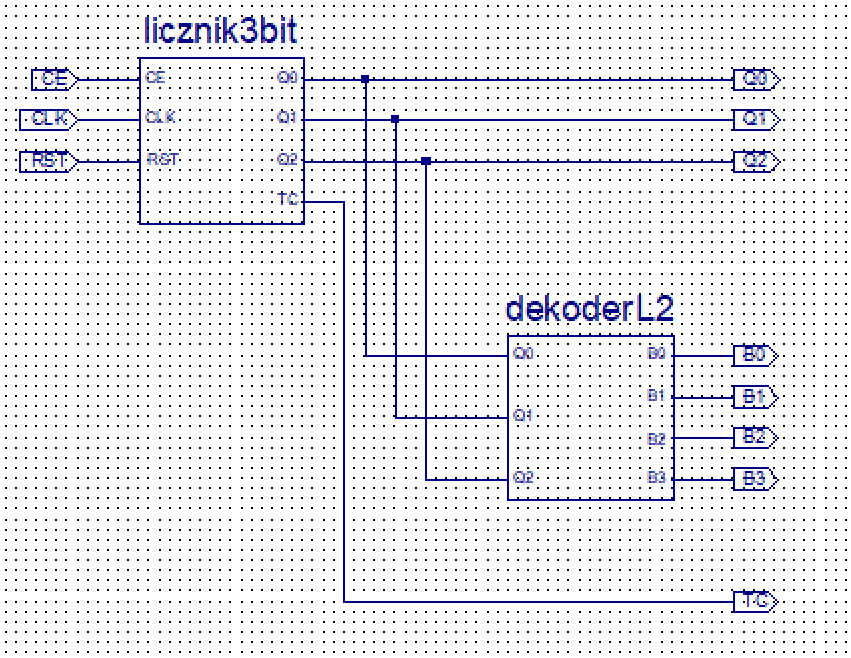 licznik3bit
CE CE Q0 Q0
CLK CLK Q1 Q1
RST RST Q2 Q2
TC
dekoderL2
Q0 B0 B0
B1 B1
Q1
B2 B2
Q2 B3 B3
TC